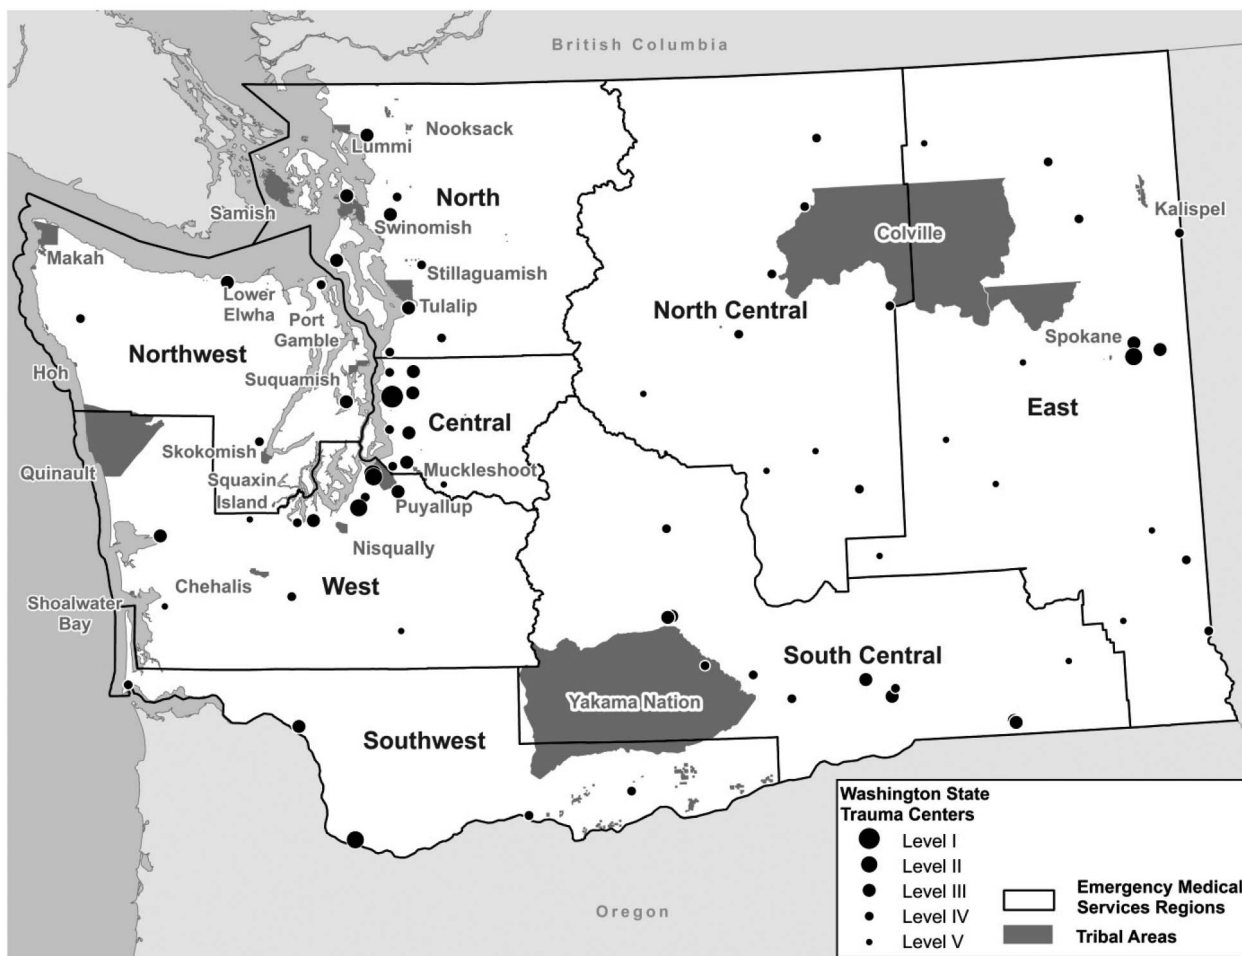 British Columbia
Nooksack
Lummi
North
Samish
Swinomish
Kalispel
Colville
Makah
Stillaguamish
Lower
Elwha
Port
Gamble
Tulalip
North Central
Northwest
Spokane
Hoh
Suquamish
East
Central
Skokomish
Quinault
Squaxin
Island
Muckleshoot
Puyallup
Nisqually
Chehalis
West
Shoalwater
Bay
South Central
Yakama Nation
Southwest
Oregon
Washington State
Trauma Centers
Level I
Level II
Level III
Level IV
Level V
Emergency Medical
Services Regions
Tribal Areas